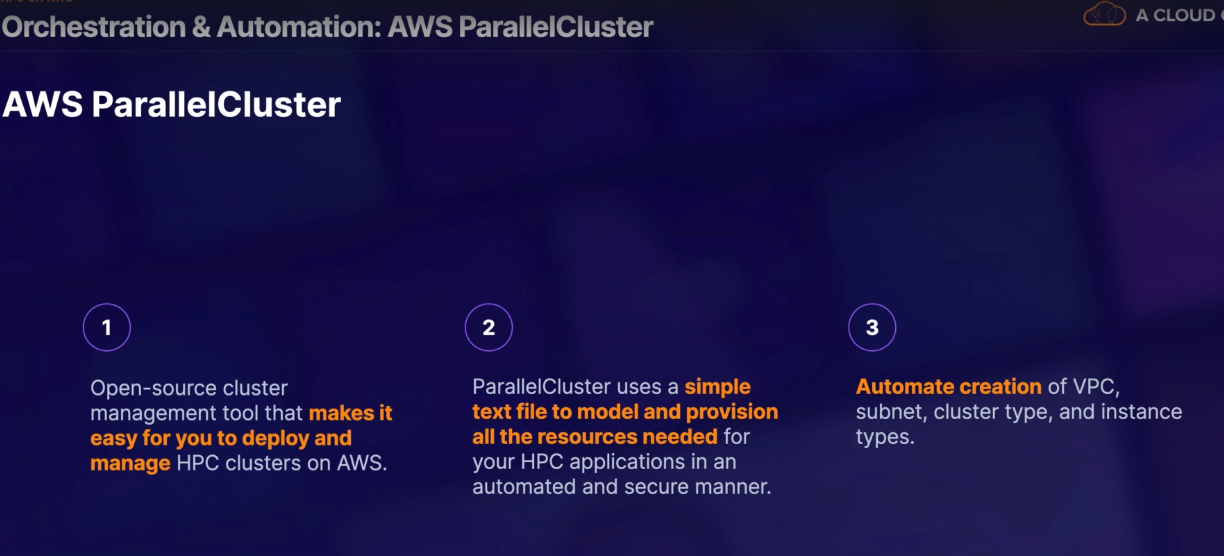 Orchestration & Automation: AWS ParallelCluster
A CLOUD
AWS ParallelCluster
1
Open-source cluster
management tool that makes it
easy for you to deploy and
manage HPC clusters on AWS.
2
ParallelCluster uses a simple
text file to model and provision
all the resources needed for
your HPC applications in an
automated and secure manner.
3
Automate creation of VPC,
subnet, cluster type, and instance
types.